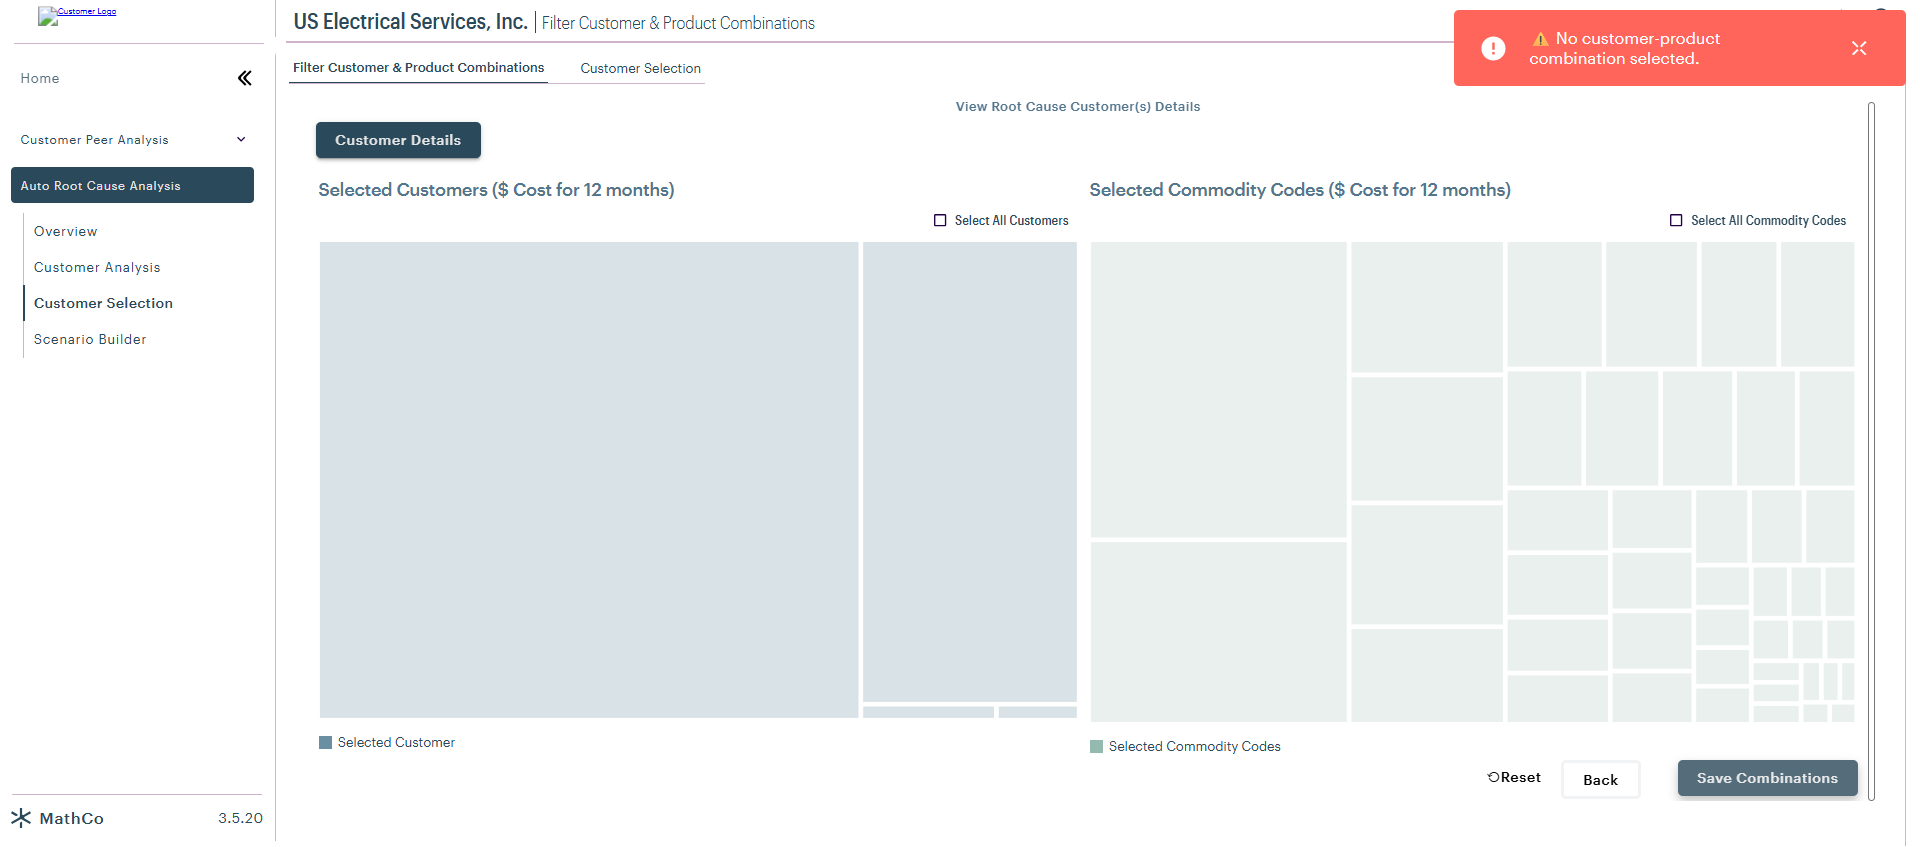 Customer Logo
US Electrical Services, Inc. Filter Customer & Product Combinations
⚠ No customer-product
combination selected.
Home
Filter Customer & Product Combinations
Customer Selection
View Root Cause Customer(s) Details
Customer Peer Analysis
Customer Details
Auto Root Cause Analysis
Selected Customers ($ Cost for 12 months)
Selected Commodity Codes ($ Cost for 12 months)
Select All Customers
Select All Commodity Codes
Overview
Customer Analysis
Customer Selection
Scenario Builder
Selected Customer
Selected Commodity Codes
Reset
Back
Save Combinations
MathCo
3.5.20